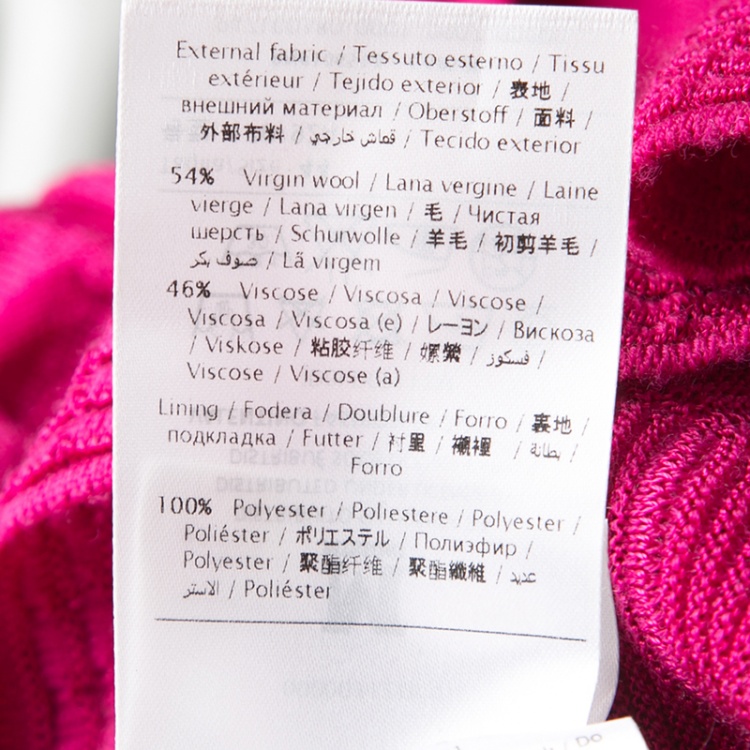 External fabric / Tessuto esterno / Tissu
extérieur / Tejido exterior / 表地 /
внешний материал / Oberstoff / 面料 /
外部布料 / قماش خارجي / Tecido exterior
54% Virgin wool / Lana vergine / Laine
vierge / Lana virgen / 毛 / Чистая
шерсть / Schurwolle / 羊毛 / 初剪羊毛 /
صوف بكر / Lã virgem
46% Viscose / Viscosa / Viscose /
Viscosa / Viscosa (e) / レーヨン / Вискоза
/ Viskose / 粘胶纤维 / 嫘縈 / فسكوز /
Viscose / Viscose (a)
Lining / Fodera / Doublure / Forro / 裏地 /
подкладка / Futter / 衬里 / 襯裡 / بطانة /
Forro
100% Polyester / Poliestere / Polyester /
Poliéster / ポリエステル / Полиэфир /
Polyester / 聚酯纤维 / 聚酯纖維 / عديد
الاستر / Poliéster